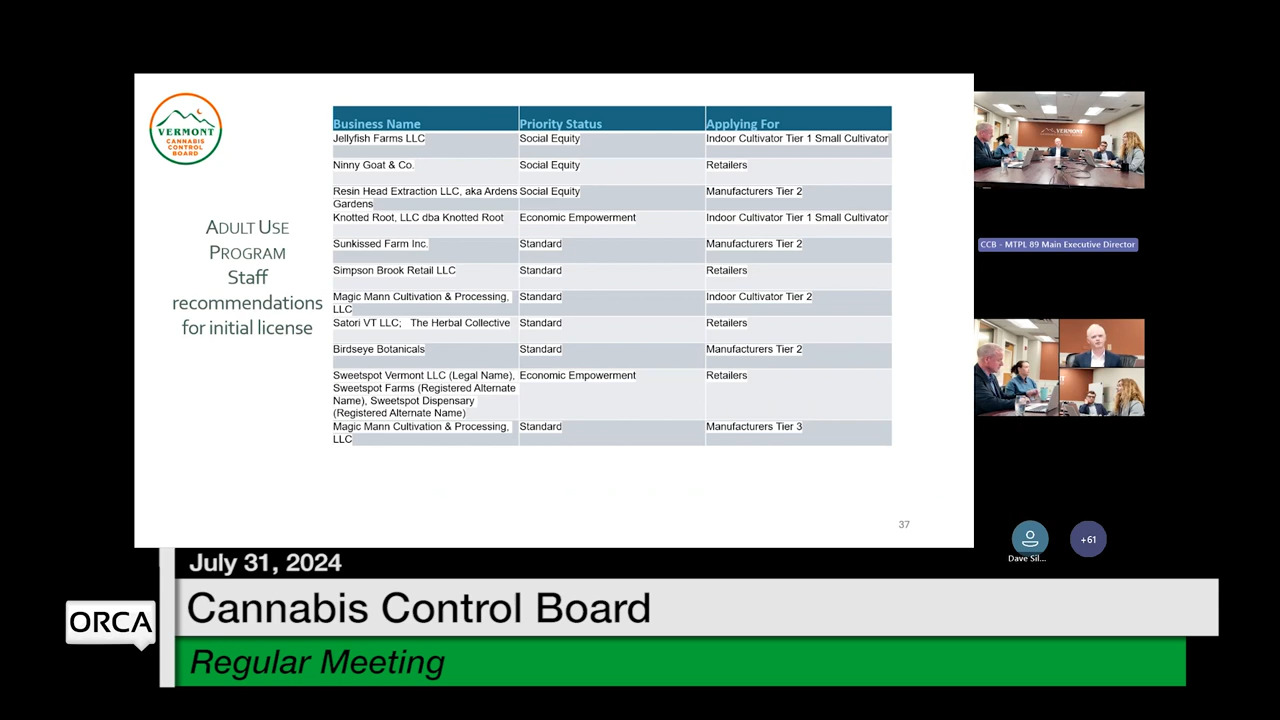 VERMONT
CANNABIS
CONTROL
BOARD
ADULT USE
PROGRAM
Staff
recommendations
for initial license
Business Name Priority Status Applying For
Jellyfish Farms LLC Social Equity Indoor Cultivator Tier 1 Small Cultivator
Ninny Goat & Co. Social Equity Retailers
Resin Head Extraction LLC, aka Ardens Social Equity Manufacturers Tier 2
Gardens
Knotted Root, LLC dba Knotted Root Economic Empowerment Indoor Cultivator Tier 1 Small Cultivator
Sunkissed Farm Inc. Standard Manufacturers Tier 2
Simpson Brook Retail LLC Standard Retailers
Magic Mann Cultivation & Processing, Standard Indoor Cultivator Tier 2
LLC
Satori VT LLC; The Herbal Collective Standard Retailers
Birdseye Botanicals Standard Manufacturers Tier 2
Sweetspot Vermont LLC (Legal Name), Economic Empowerment Retailers
Sweetspot Farms (Registered Alternate
Name), Sweetspot Dispensary
(Registered Alternate Name)
Magic Mann Cultivation & Processing, Standard Manufacturers Tier 3
LLC
37
VERMONT
CCB - MTPL 89 Main Executive Director
+61
Dave Sil...
July 31, 2024
ORCA
Cannabis Control Board
Regular Meeting